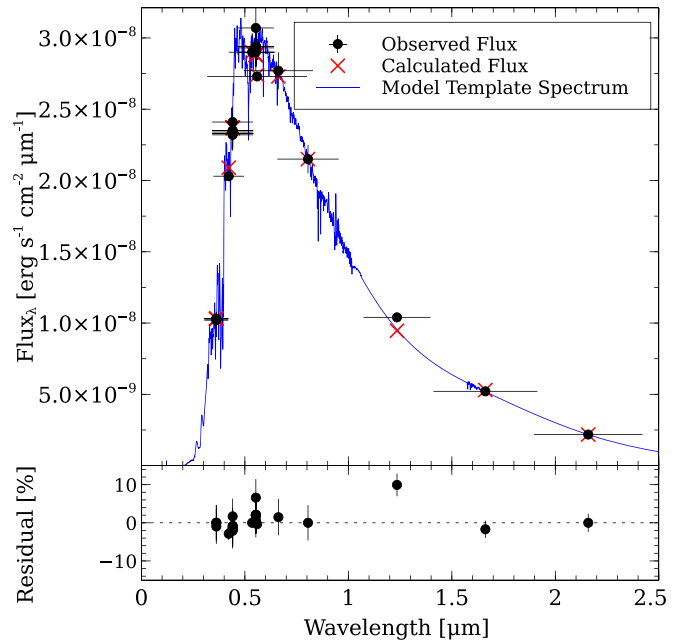 3.0×10⁻⁸
2.5×10⁻⁸
2.0×10⁻⁸
1.5×10⁻⁸
1.0×10⁻⁸
5.0×10⁻⁹
Flux_λ [erg s⁻¹ cm⁻² μm⁻¹]
Observed Flux
Calculated Flux
Model Template Spectrum
10
0
−10
Residual [%]
0 0.5 1 1.5 2 2.5
Wavelength [μm]